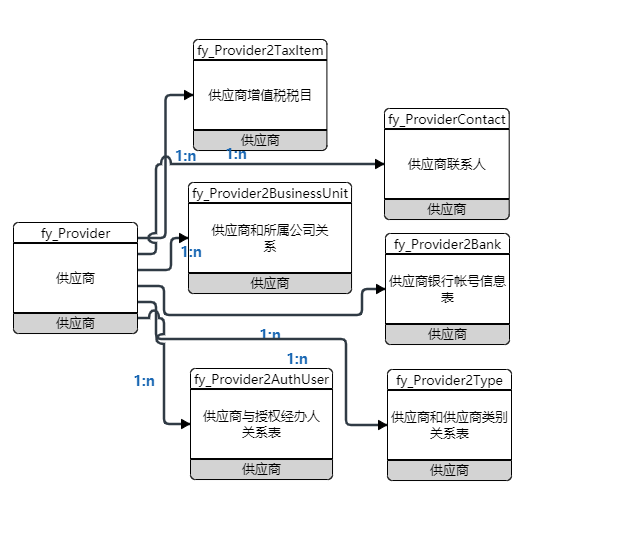 fy_Provider2TaxItem
供应商增值税税目
供应商
fy_ProviderContact
供应商联系人
供应商
1:n
1:n
fy_Provider2BusinessUnit
供应商和所属公司关
系
供应商
1:n
fy_Provider
供应商
供应商
fy_Provider2Bank
供应商银行帐号信息
表
供应商
1:n
1:n
1:n
fy_Provider2AuthUser
供应商与授权经办人
关系表
供应商
fy_Provider2Type
供应商和供应商类别
关系表
供应商